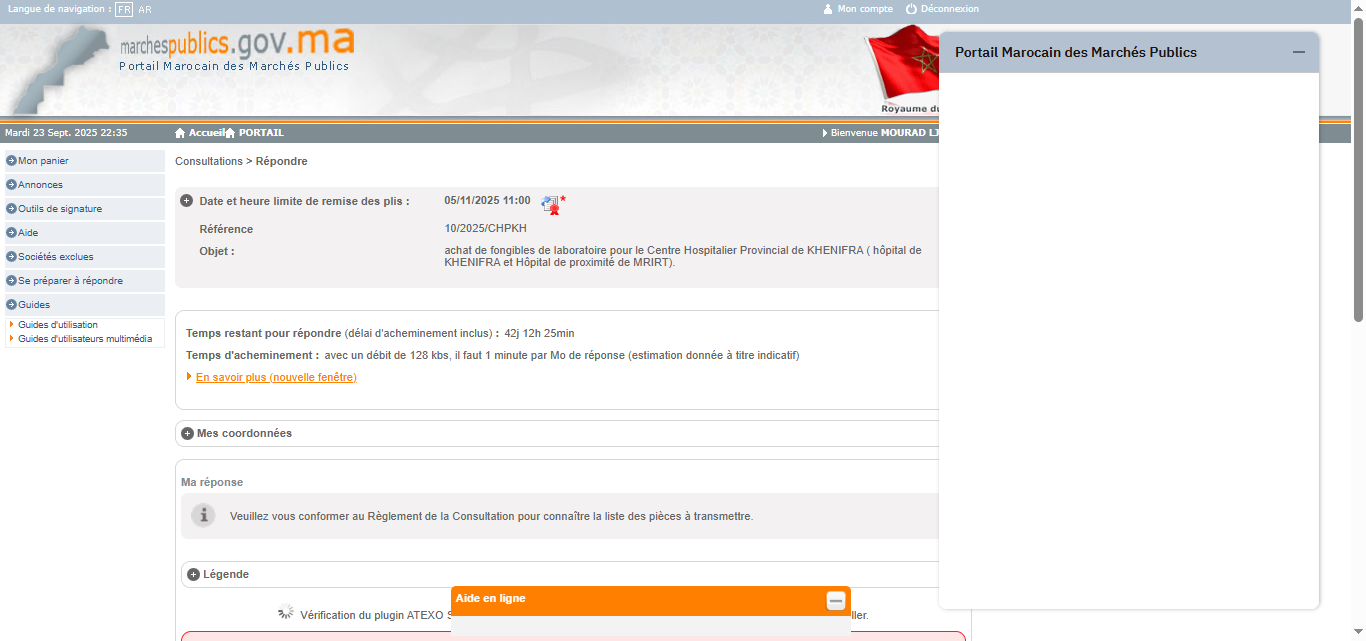 Langue de navigation : FR AR
Mon compte Déconnexion
marchespublics.gov.ma
Portail Marocain des Marchés Publics
Royaume du
Portail Marocain des Marchés Publics
Mardi 23 Sept. 2025 22:35
Accueil PORTAIL
Bienvenue MOURAD
Mon panier
Annonces
Outils de signature
Aide
Sociétés exclues
Se préparer à répondre
Guides
Guides d'utilisation
Guides d'utilisateurs multimédia
Consultations > Répondre
Date et heure limite de remise des plis : 05/11/2025 11:00 *
Référence 10/2025/CHPKH
Objet : achat de fongibles de laboratoire pour le Centre Hospitalier Provincial de KHENIFRA ( hôpital de
KHENIFRA et Hôpital de proximité de MRIRT).
Temps restant pour répondre (délai d'acheminement inclus) : 42j 12h 25min
Temps d'acheminement : avec un débit de 128 kbs, il faut 1 minute par Mo de réponse (estimation donnée à titre indicatif)
En savoir plus (nouvelle fenêtre)
Mes coordonnées
Ma réponse
Veuillez vous conformer au Règlement de la Consultation pour connaître la liste des pièces à transmettre.
Légende
Vérification du plugin ATEXO
Aide en ligne